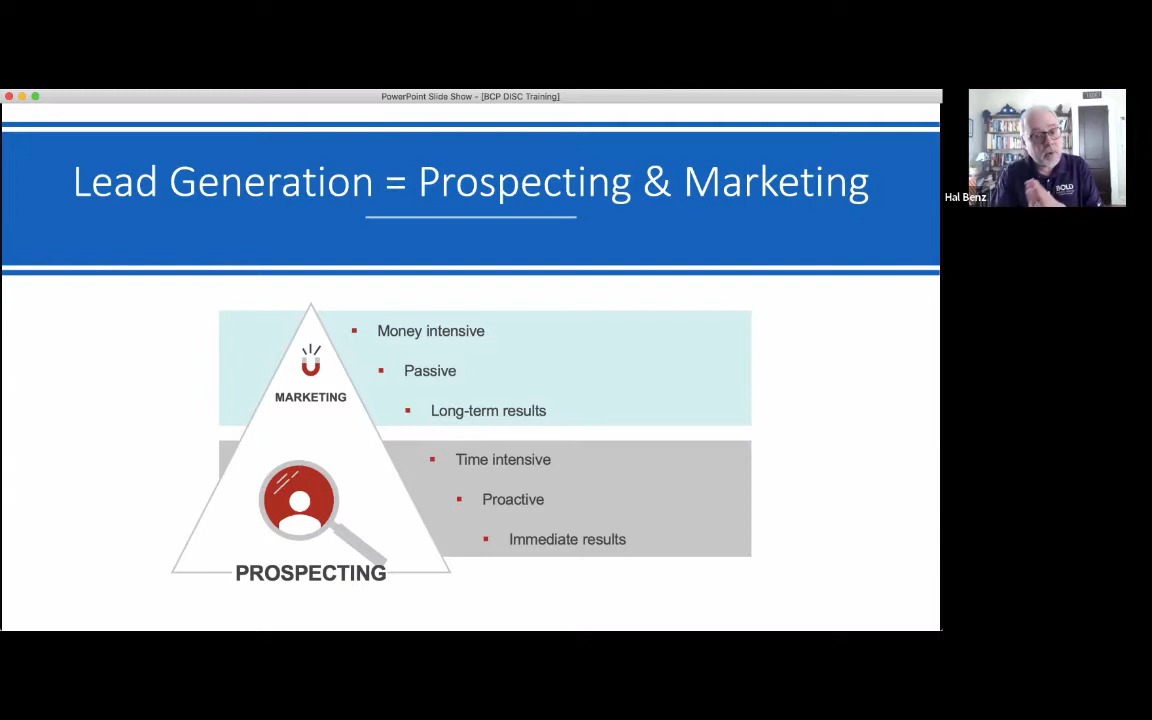 PowerPoint Slide Show - [BCP DISC Training]
Lead Generation = Prospecting & Marketing
Money intensive
Passive
MARKETING
Long-term results
Time intensive
Proactive
Immediate results
PROSPECTING
BOLD
Hal Benz